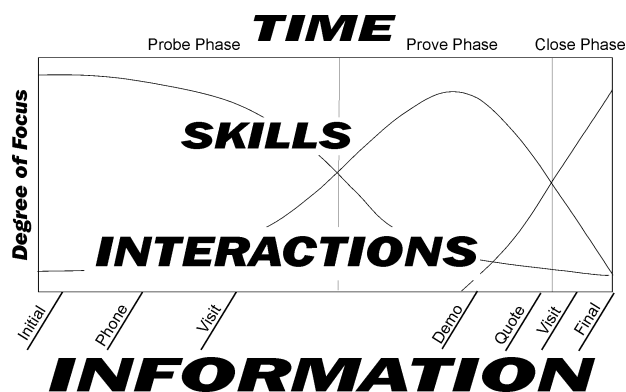 TIME
Probe Phase
Prove Phase
Close Phase
Degree of Focus
SKILLS
INTERACTIONS
Initial
Phone
Visit
Demo
Quote
Visit
Final
INFORMATION